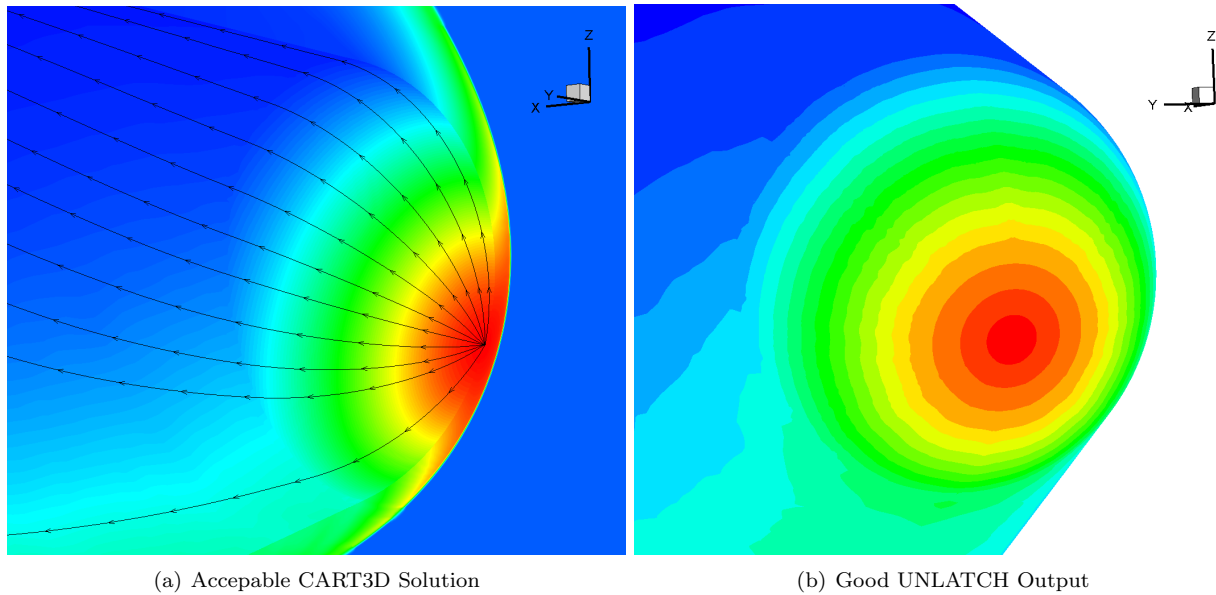 Z
Y
X
Z
Y
X
(a) Accepable CART3D Solution
(b) Good UNLATCH Output